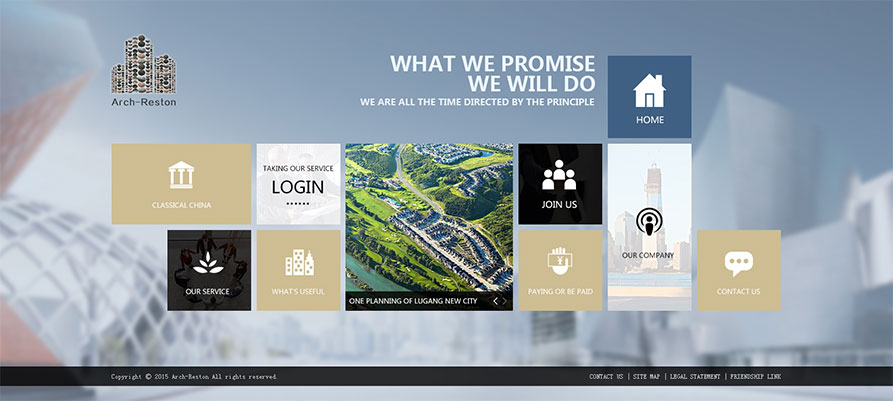 WHAT WE PROMISE
WE WILL DO
WE ARE ALL THE TIME DIRECTED BY THE PRINCIPLE
Arch-Reston
HOME
CLASSICAL CHINA
TAKING OUR SERVICE
LOGIN
JOIN US
OUR COMPANY
OUR SERVICE
WHAT'S USEFUL
ONE PLANNING OF LUGANG NEW CITY
PAYING OR BE PAID
CONTACT US
Copyright © 2015 Arch-Reston All rights reserved.
CONTACT US | SITE MAP | LEGAL STATEMENT | FRIENDSHIP LINK